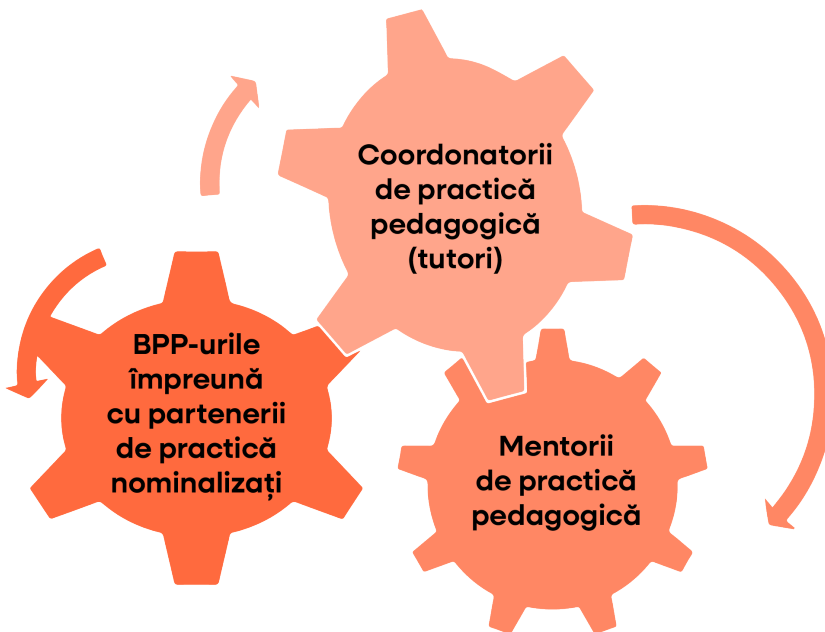 Coordonatorii
de practică
pedagogică
(tutori)
BPP-urile
împreună
cu partenerii
de practică
nominalizați
Mentorii
de practică
pedagogică